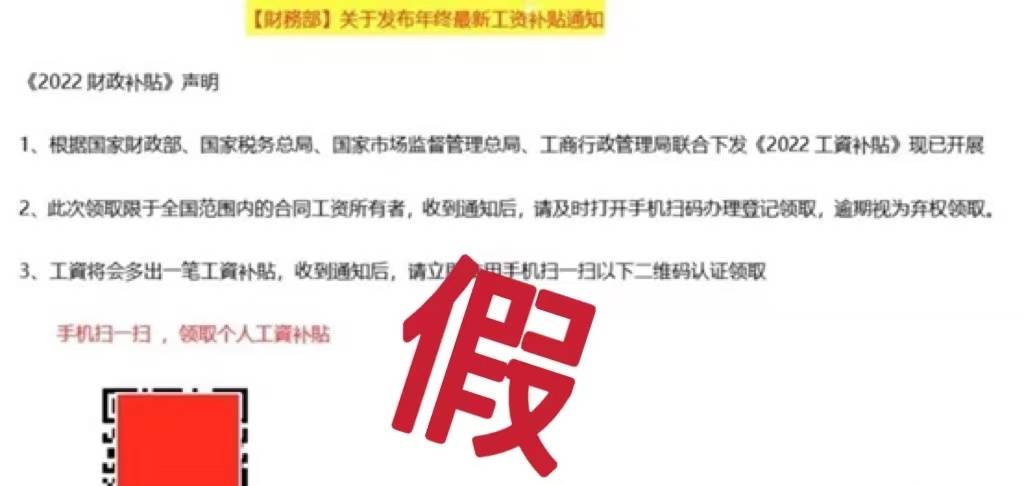 【財務部】关于发布年终最新工资补贴通知
《2022 財政补貼》声明
1、根据国家财政部、国家税务总局、国家市场监督管理总局、工商行政管理局联合下发《2022 工資补贴》现已开展
2、此次领取限于全国范围内的合同工资所有者，收到通知后，请及时打开手机扫码办理登记领取，逾期视为弃权领取。
3、工資将会多出一笔工資补貼，收到通知后，请立 用手机扫一扫以下二维码认证领取
手机扫一扫 ，领取个人工資补贴
假